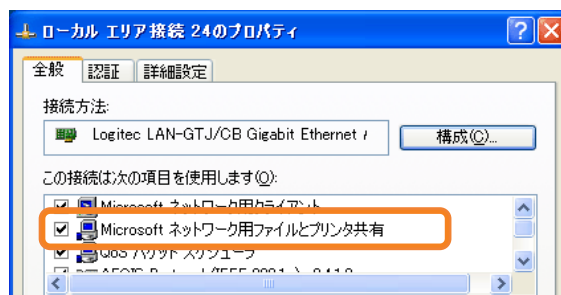 ローカル エリア接続 24のプロパティ
全般 認証 詳細設定
接続方法:
Logitec LAN-GTJ/CB Gigabit Ethernet
構成(C)...
この接続は次の項目を使用します(O):
Microsoft ネットワーク用クライアント
Microsoft ネットワーク用ファイルとプリンタ共有
QoS パケット スケジューラ